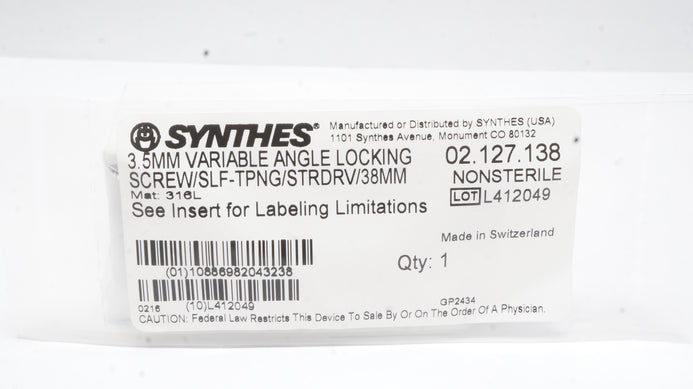 SYNTHES®
Manufactured or Distributed by SYNTHES (USA)
1101 Synthes Avenue, Monument CO 80132
3.5MM VARIABLE ANGLE LOCKING
SCREW/SLF-TPNG/STRDRV/38MM
02.127.138
NONSTERILE
Mat: 316L
LOT L412049
See Insert for Labeling Limitations
Made in Switzerland
Qty: 1
(01)10886982043238
(10)L412049
0216
GP2434
CAUTION: Federal Law Restricts This Device To Sale By Or On The Order Of A Physician.